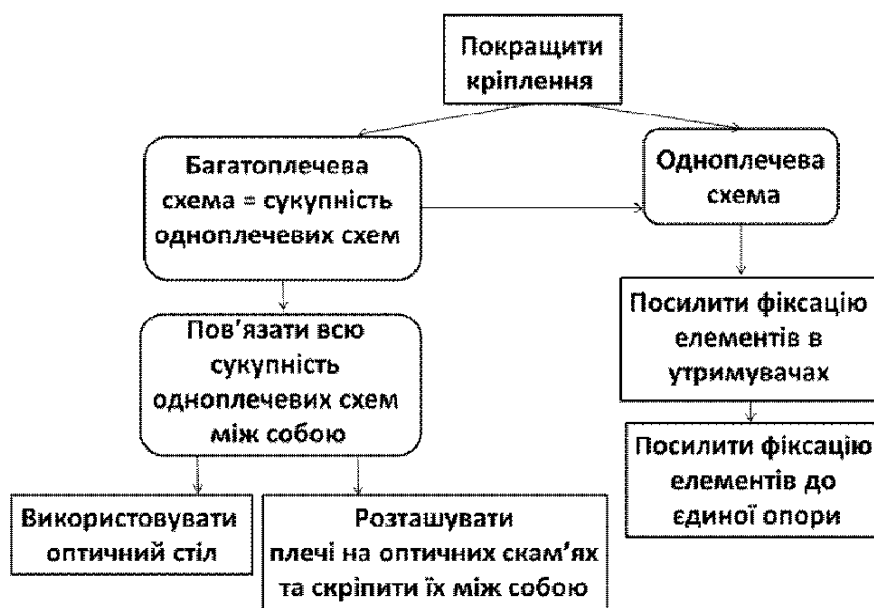 Покращити
кріплення
Багатоплечева
схема = сукупність
одноплечевих схем
Одноплечева
схема
Пов'язати всю
сукупність
одноплечевих схем
між собою
Посилити фіксацію
елементів в
утримувачах
Посилити фіксацію
елементів до
єдиної опори
Використовувати
оптичний стіл
Розташувати
плечі на оптичних скам'ях
та скріпити їх між собою